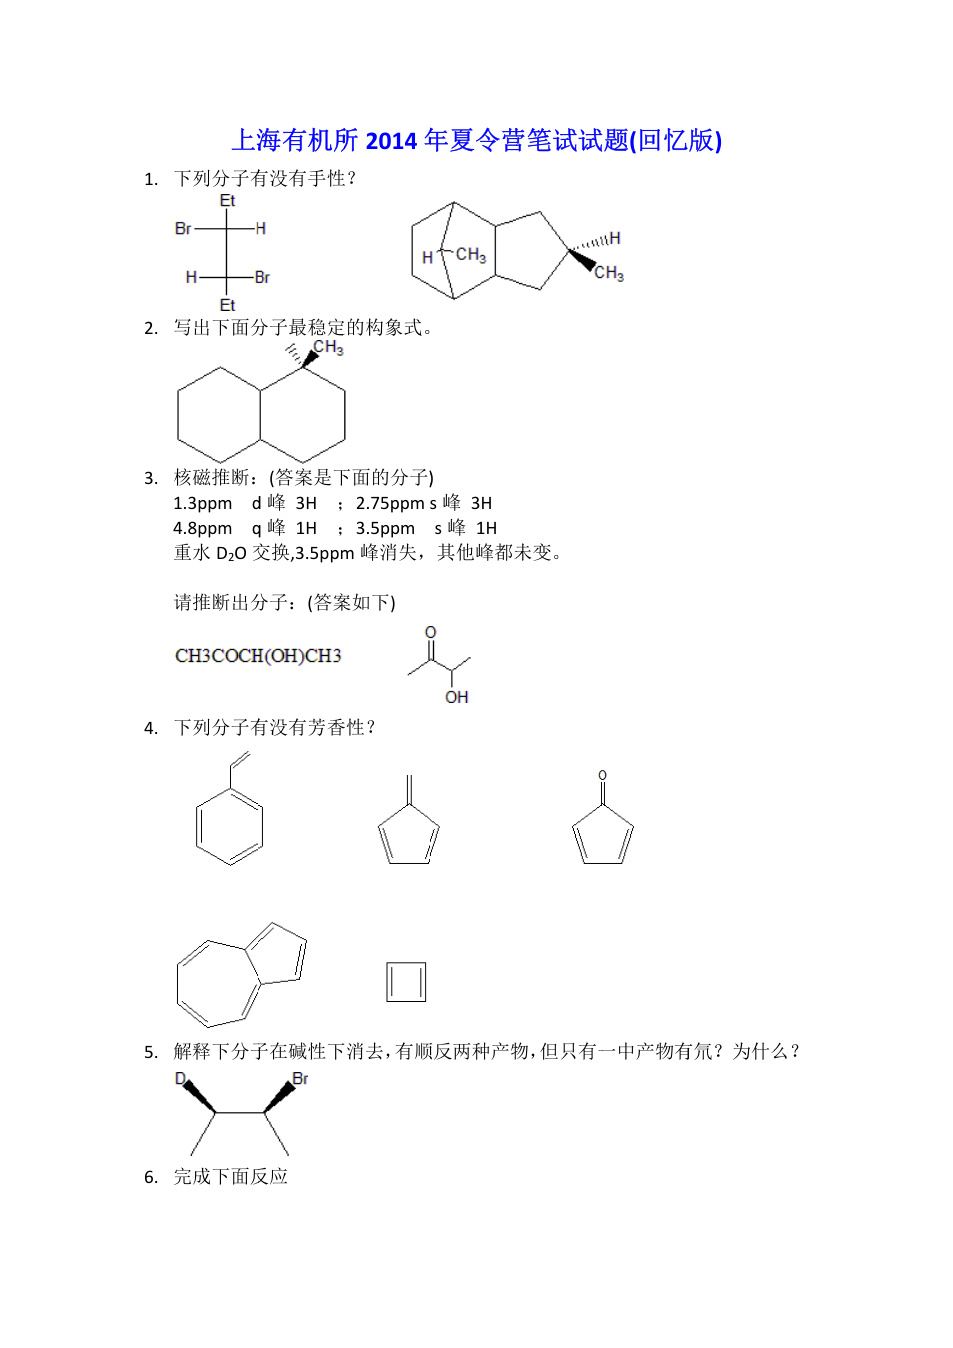 上海有机所 2014 年夏令营笔试试题(回忆版)
1. 下列分子有没有手性？
Et
Br H
H Br
Et
H CH3 H
CH3
2. 写出下面分子最稳定的构象式。
CH3
3. 核磁推断：(答案是下面的分子)
1.3ppm d 峰 3H ；2.75ppm s 峰 3H
4.8ppm q 峰 1H ；3.5ppm s 峰 1H
重水 D2O 交换,3.5ppm 峰消失，其他峰都未变。
请推断出分子：(答案如下)
O
CH3COCH(OH)CH3
OH
4. 下列分子有没有芳香性？
O
5. 解释下分子在碱性下消去，有顺反两种产物，但只有一中产物有氘？为什么？
D Br
6. 完成下面反应